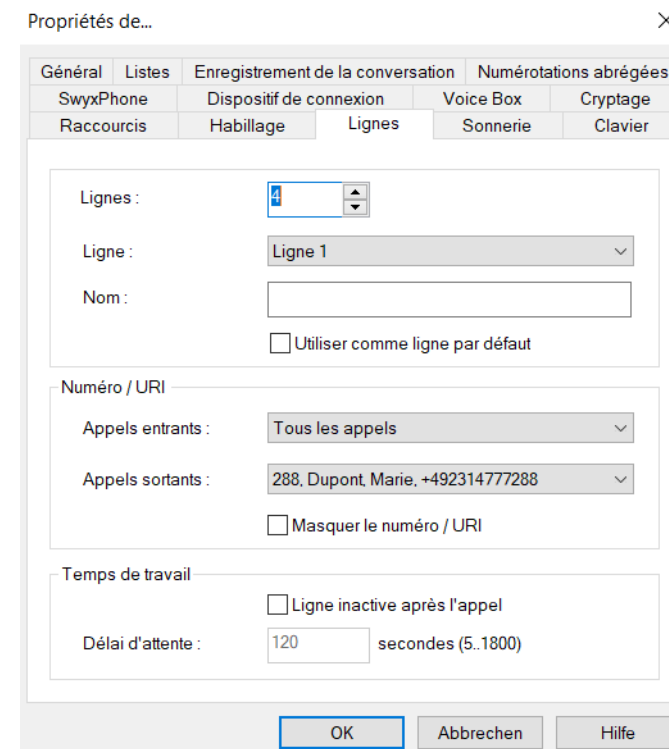 Propriétés de...
Général Listes Enregistrement de la conversation Numérotations abrégées
SwyxPhone Dispositif de connexion Voice Box Cryptage
Raccourcis Habillage Lignes Sonnerie Clavier
Lignes : 4
Ligne : Ligne 1
Nom :
Utiliser comme ligne par défaut
Numéro / URI
Appels entrants : Tous les appels
Appels sortants : 288, Dupont, Marie, +492314777288
Masquer le numéro / URI
Temps de travail
Ligne inactive après l'appel
Délai d'attente : 120 secondes (5..1800)
OK Abbrechen Hilfe